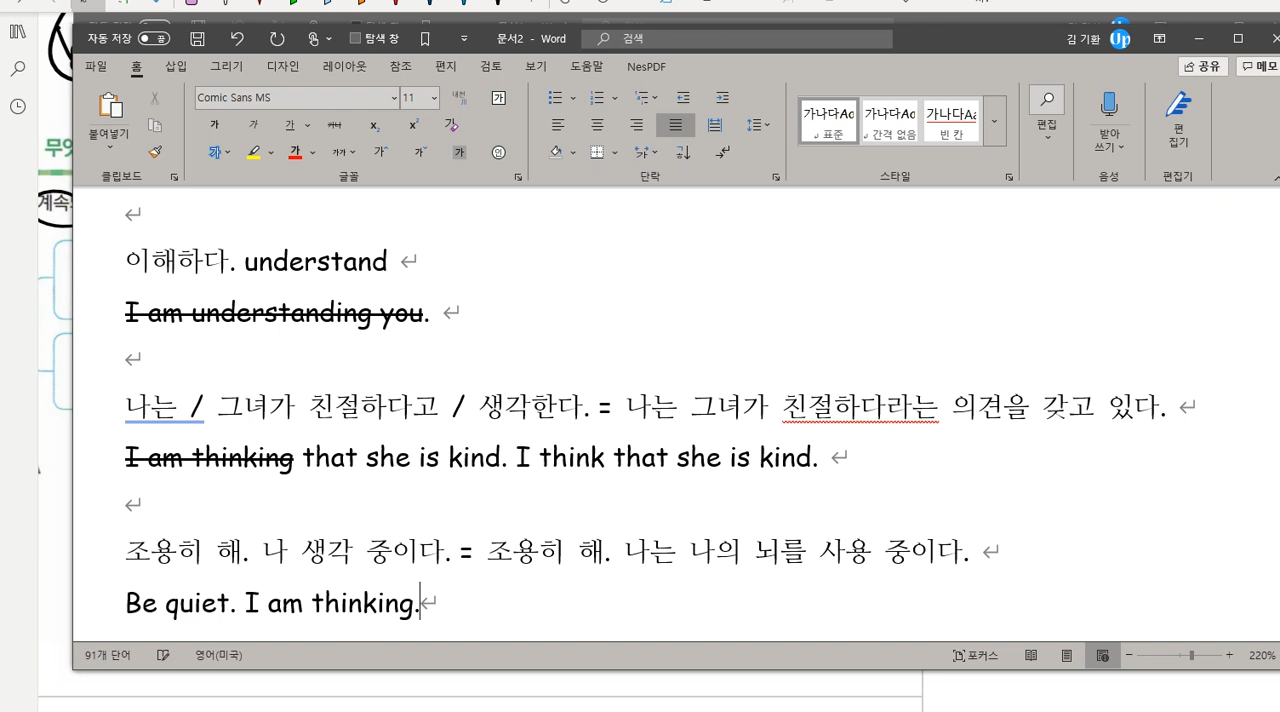 자동 저장 탐색 창 문서2 - Word 검색 김 기환 Up
파일 홈 삽입 그리기 디자인 레이아웃 참조 편지 검토 보기 도움말 NesPDF 공유 메모
무엇
계속
붙여넣기
Comic Sans MS 11
가나다Aa 가나다Aa 가나다Aa
표준 간격 없음 빈 칸
편집
받아
쓰기
편
집기
클립보드 글꼴 단락 스타일 음성 편집기
이해하다. understand
I am understanding you.
나는 / 그녀가 친절하다고 / 생각한다. = 나는 그녀가 친절하다라는 의견을 갖고 있다.
I am thinking that she is kind. I think that she is kind.
조용히 해. 나 생각 중이다. = 조용히 해. 나는 나의 뇌를 사용 중이다.
Be quiet. I am thinking.
91개 단어 영어(미국) 포커스 220%